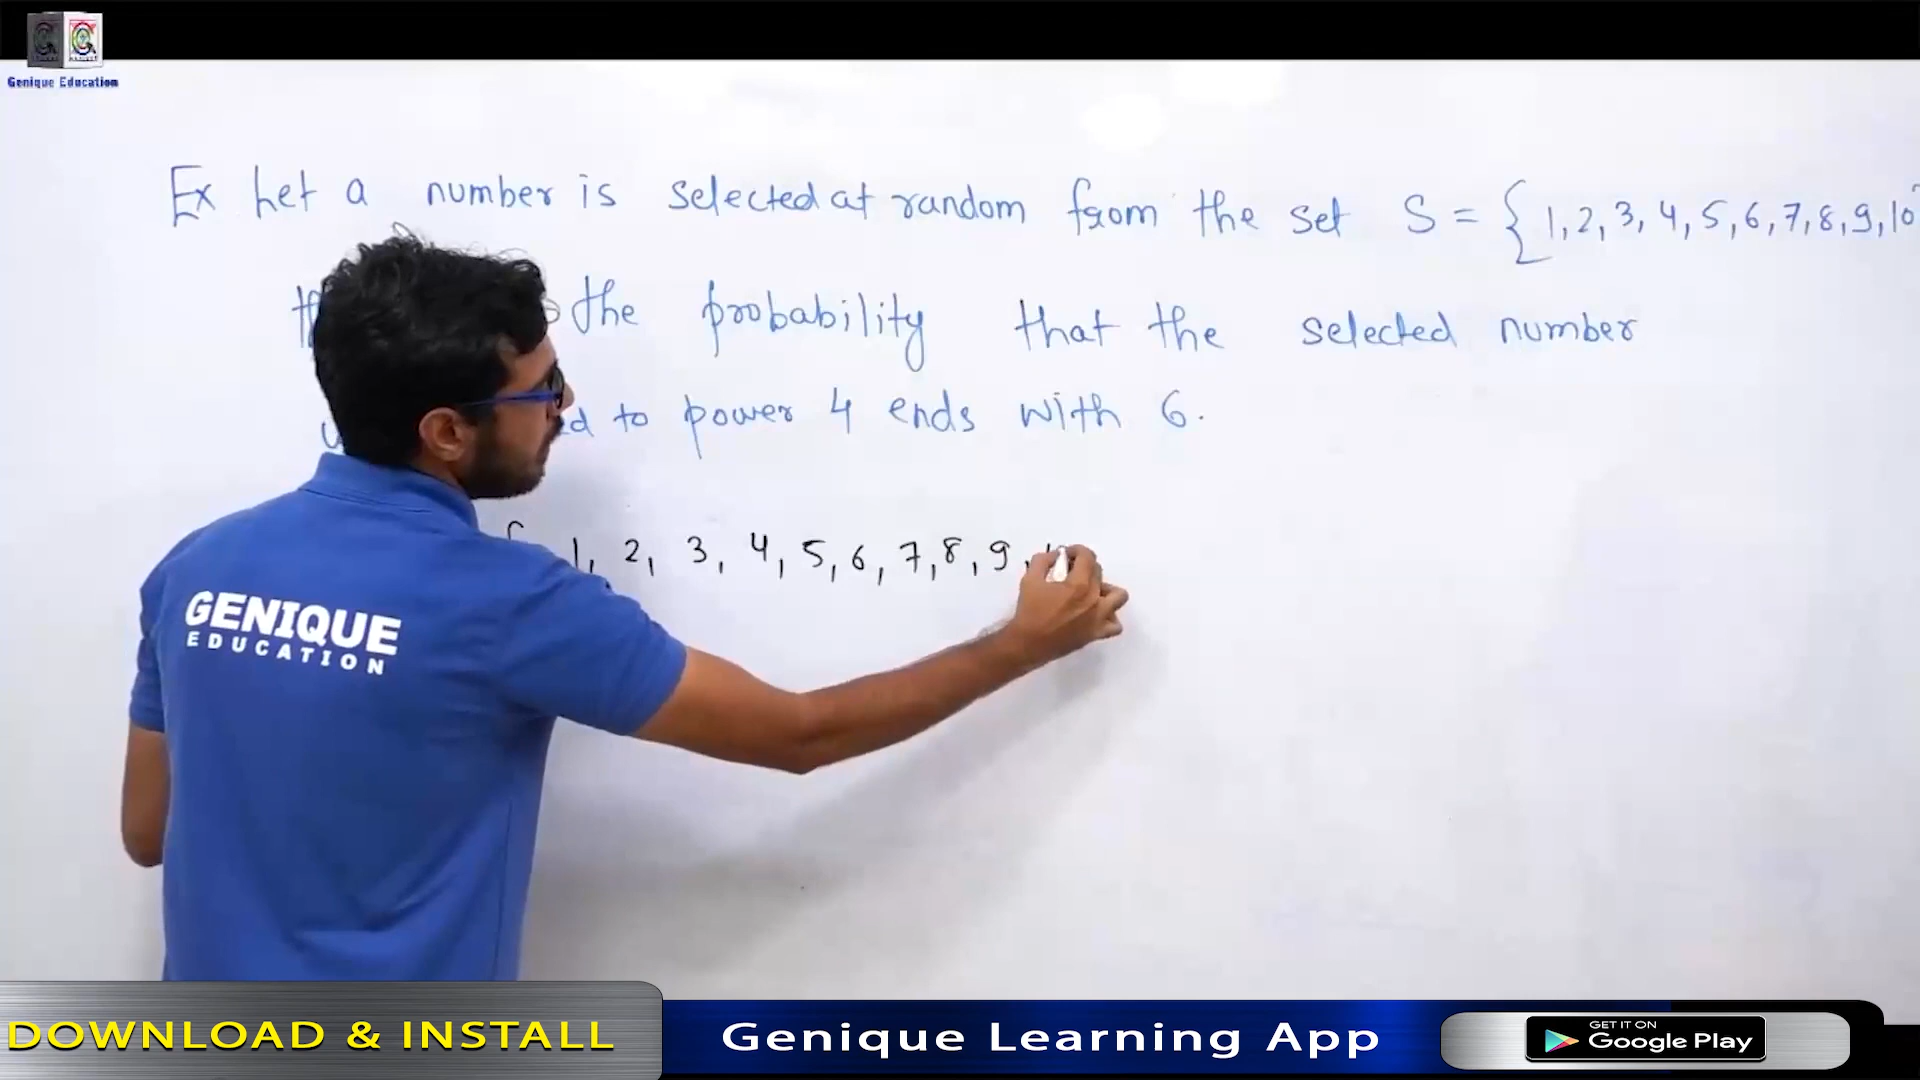 Genique Education
Ex Let a number is selected at random from the set S = {1,2,3,4,5,6,7,8,9,10
the probability that the selected number
to power 4 ends with 6.
1, 2, 3, 4, 5, 6, 7, 8, 9,
GENIQUE
EDUCATION
DOWNLOAD & INSTALL
Genique Learning App
GET IT ON
Google Play